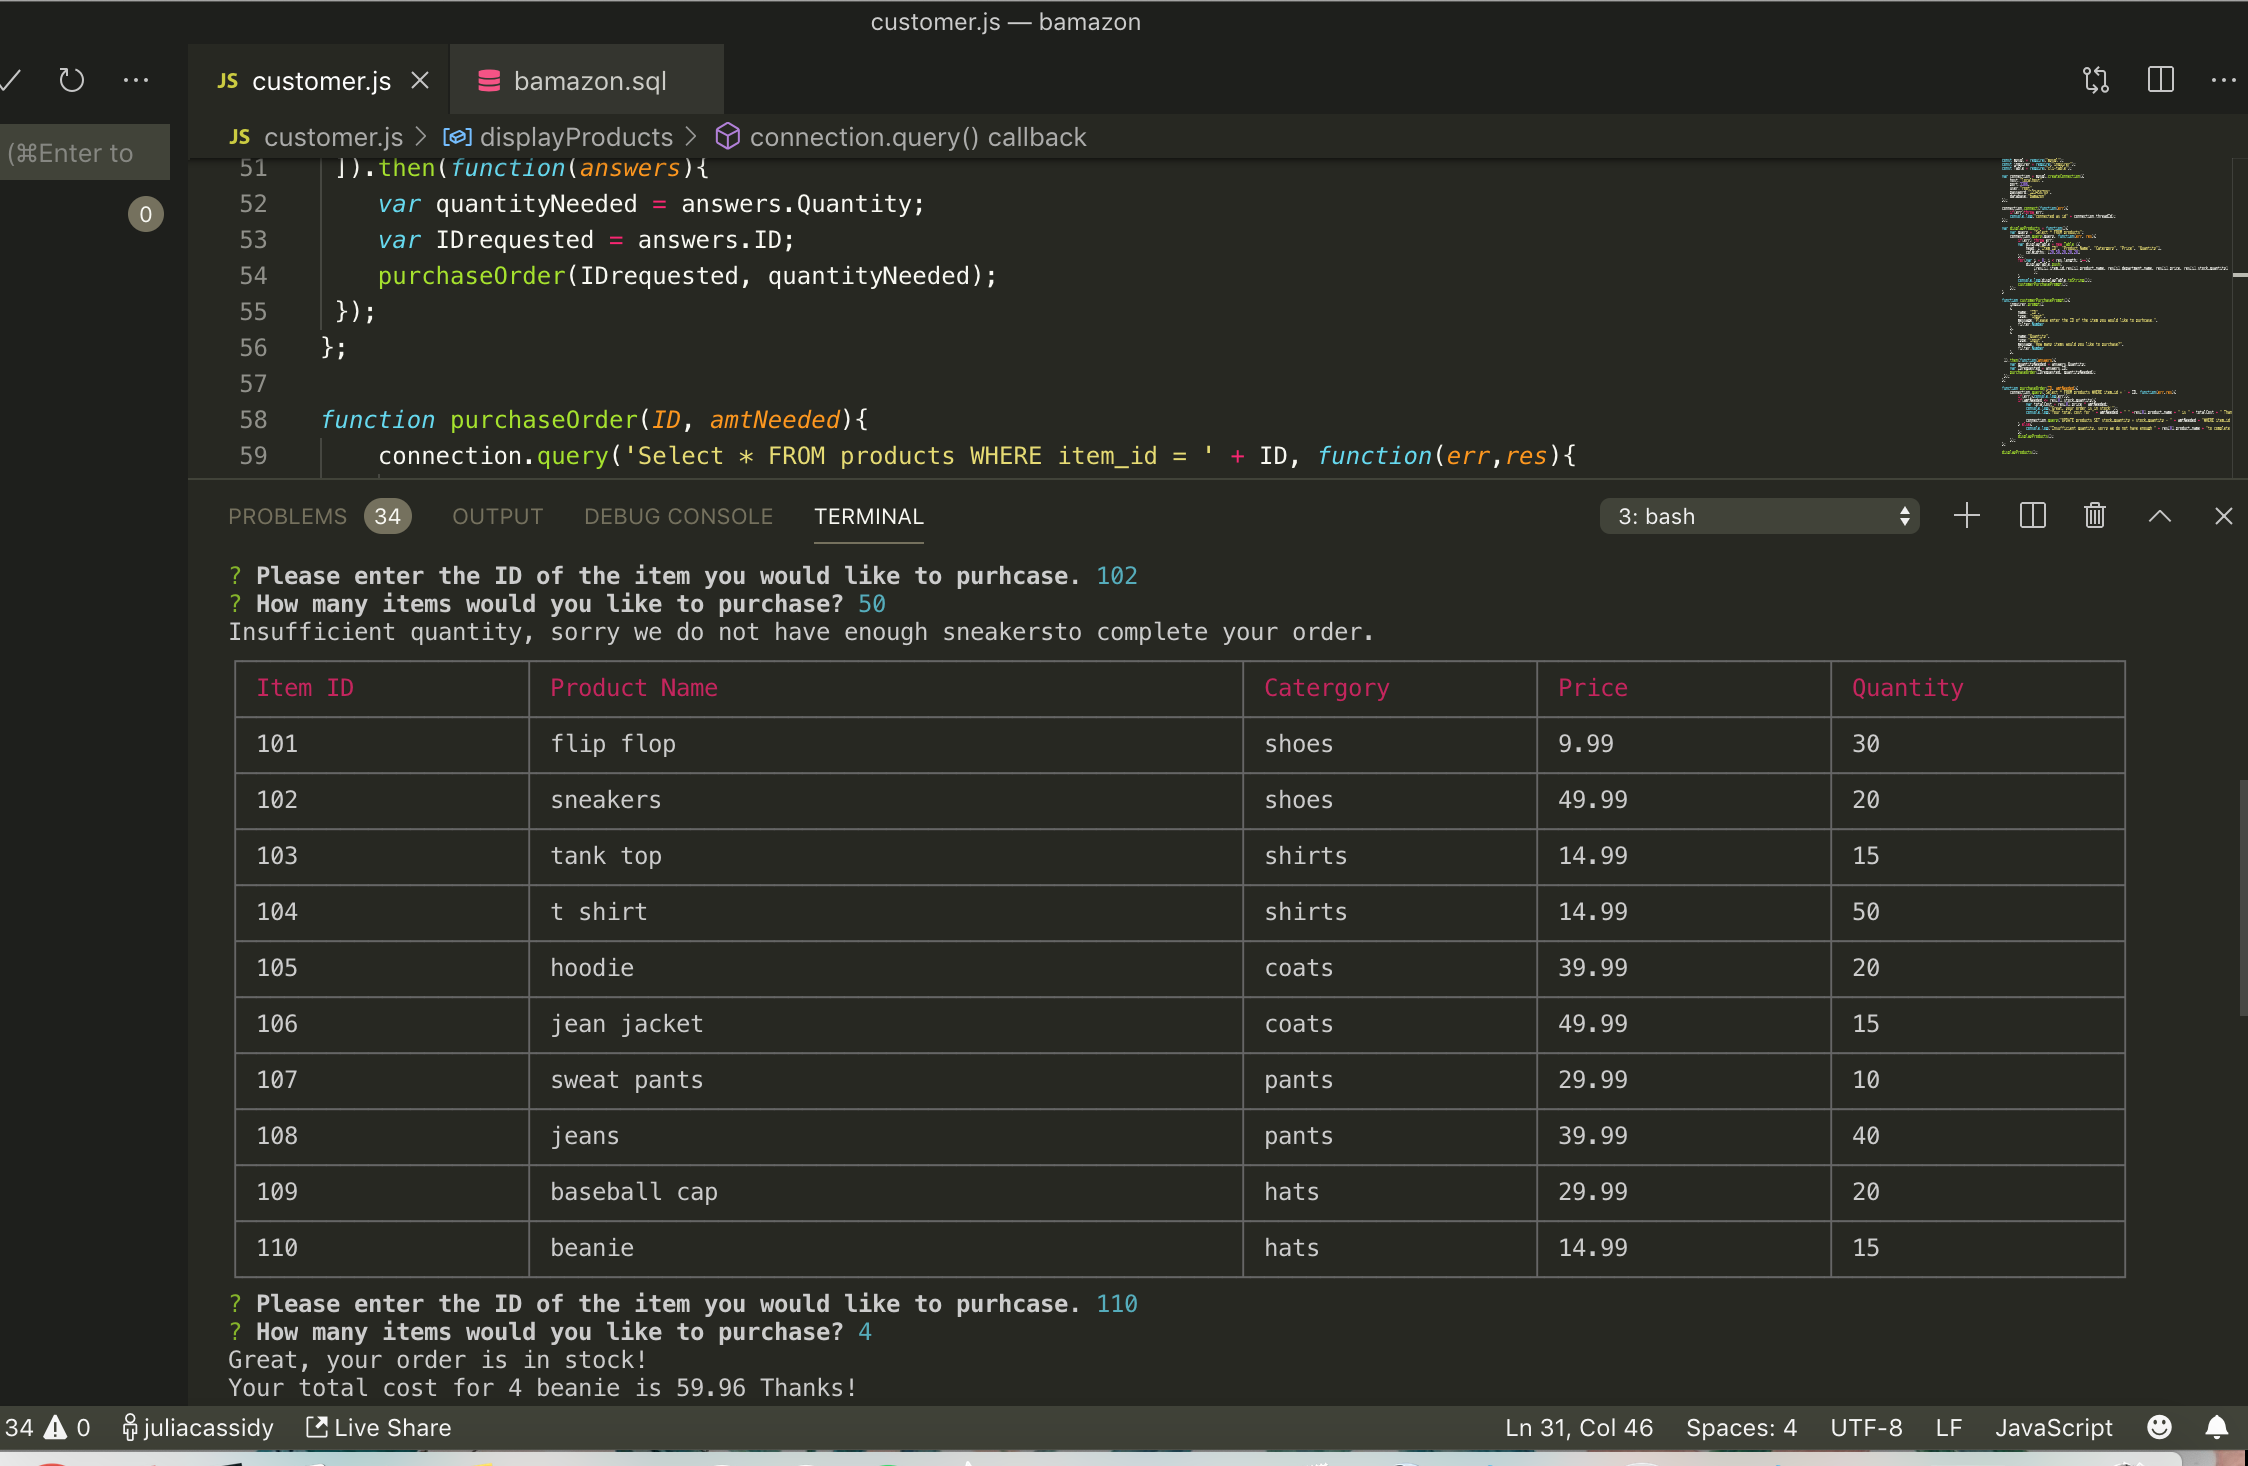 customer.js — bamazon
JS customer.js bamazon.sql
(⌘Enter to
0
JS customer.js > displayProducts > connection.query() callback
51 ]).then(function(answers){
52 var quantityNeeded = answers.Quantity;
53 var IDrequested = answers.ID;
54 purchaseOrder(IDrequested, quantityNeeded);
55 });
56 };
57
58 function purchaseOrder(ID, amtNeeded){
59 connection.query('Select * FROM products WHERE item_id = ' + ID, function(err,res){
PROBLEMS 34 OUTPUT DEBUG CONSOLE TERMINAL 3: bash
? Please enter the ID of the item you would like to purhcase. 102
? How many items would you like to purchase? 50
Insufficient quantity, sorry we do not have enough sneakersto complete your order.
Item ID Product Name Catergory Price Quantity
101 flip flop shoes 9.99 30
102 sneakers shoes 49.99 20
103 tank top shirts 14.99 15
104 t shirt shirts 14.99 50
105 hoodie coats 39.99 20
106 jean jacket coats 49.99 15
107 sweat pants pants 29.99 10
108 jeans pants 39.99 40
109 baseball cap hats 29.99 20
110 beanie hats 14.99 15
? Please enter the ID of the item you would like to purhcase. 110
? How many items would you like to purchase? 4
Great, your order is in stock!
Your total cost for 4 beanie is 59.96 Thanks!
34 0 juliacassidy Live Share Ln 31, Col 46 Spaces: 4 UTF-8 LF JavaScript